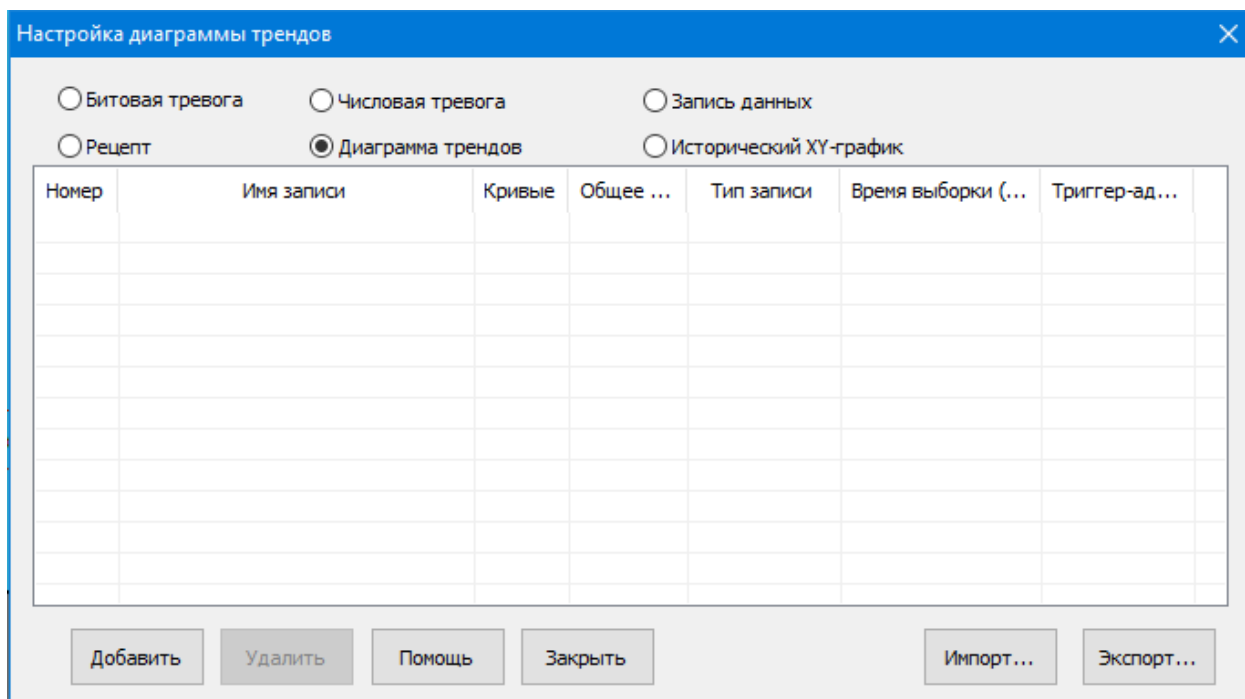 Настройка диаграммы трендов
Битовая тревога Числовая тревога Запись данных
Рецепт Диаграмма трендов Исторический XY-график
Номер Имя записи Кривые Общее ... Тип записи Время выборки (... Триггер-ад...
Добавить Удалить Помощь Закрыть Импорт... Экспорт...